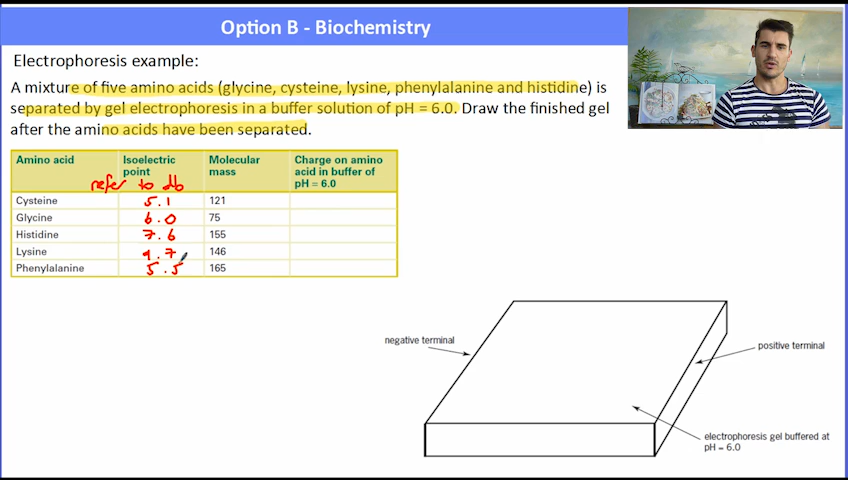 Option B - Biochemistry
Electrophoresis example:
A mixture of five amino acids (glycine, cysteine, lysine, phenylalanine and histidine) is
separated by gel electrophoresis in a buffer solution of pH = 6.0. Draw the finished gel
after the amino acids have been separated.
Amino acid Isoelectric point Molecular mass Charge on amino acid in buffer of pH = 6.0
refer to db
Cysteine 5.1 121
Glycine 6.0 75
Histidine 7.6 155
Lysine 9.7 146
Phenylalanine 5.5 165
negative terminal
positive terminal
electrophoresis gel buffered at
pH = 6.0